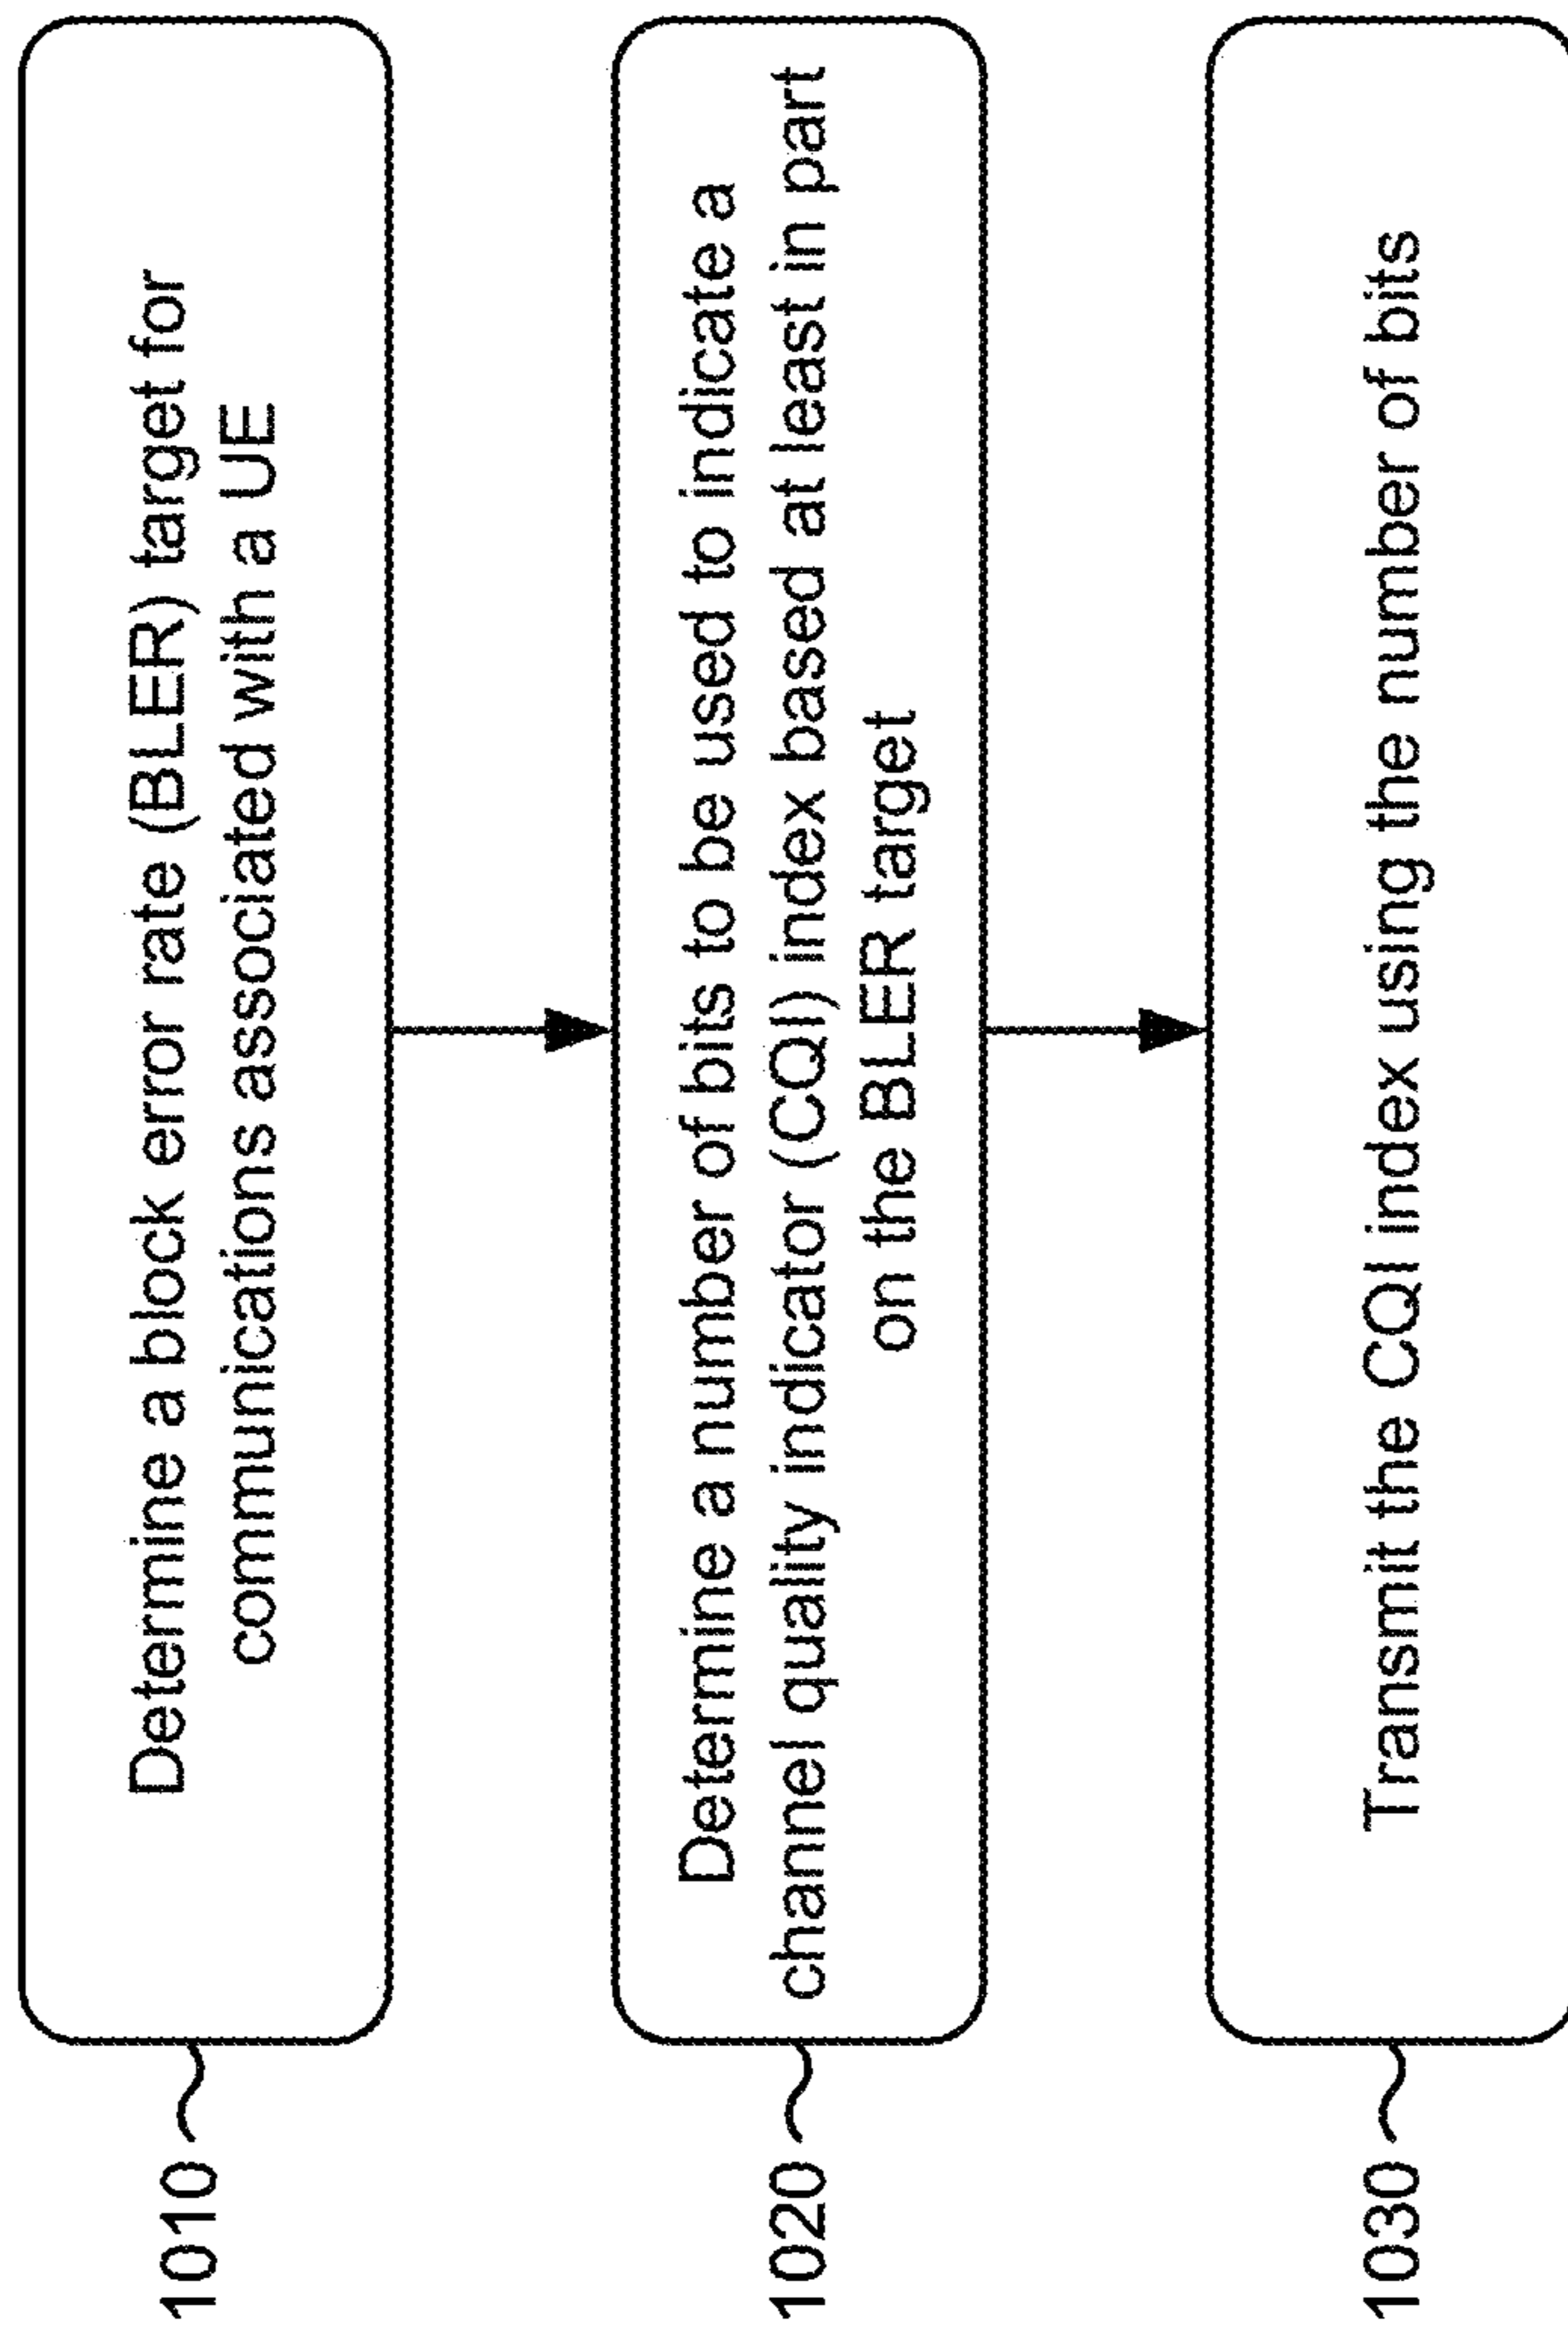 1010
Determine a block error rate (BLER) target for
communications associated with a UE
1020
Determine a number of bits to be used to indicate a
channel quality indicator (CQI) index based at least in part
on the BLER target
1030
Transmit the CQI index using the number of bits